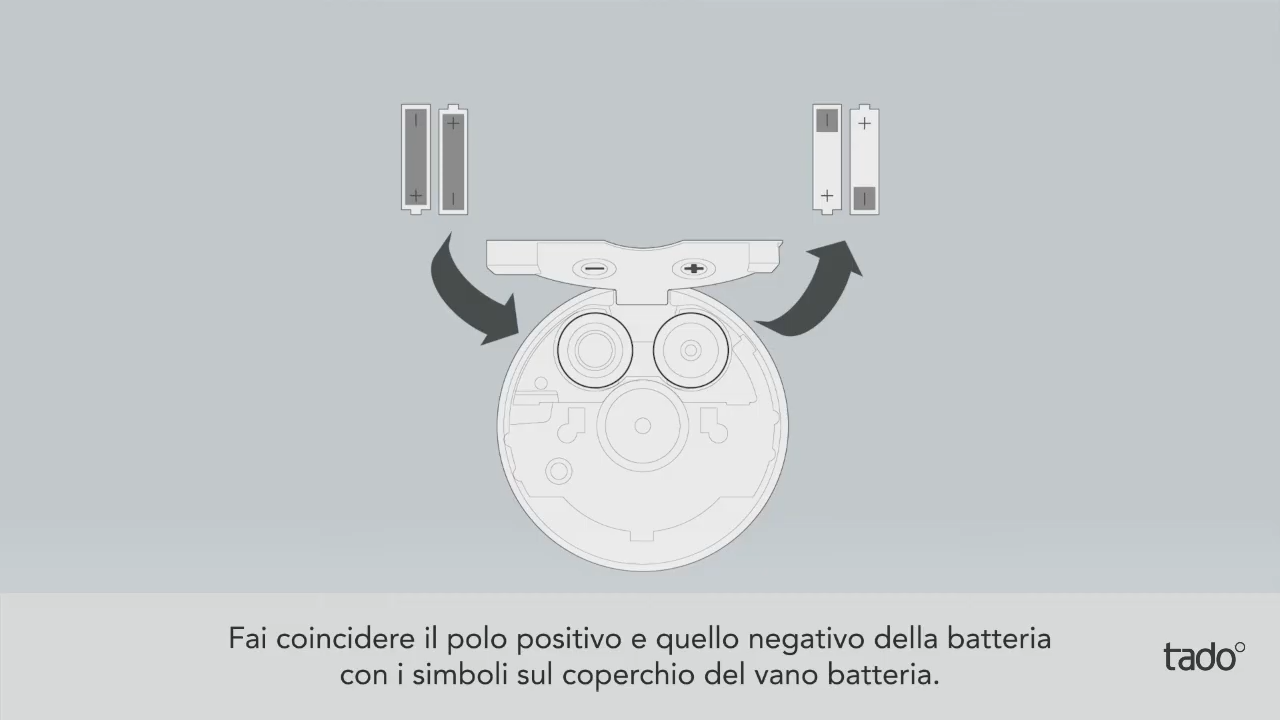 Fai coincidere il polo positivo e quello negativo della batteria
con i simboli sul coperchio del vano batteria.
tado°